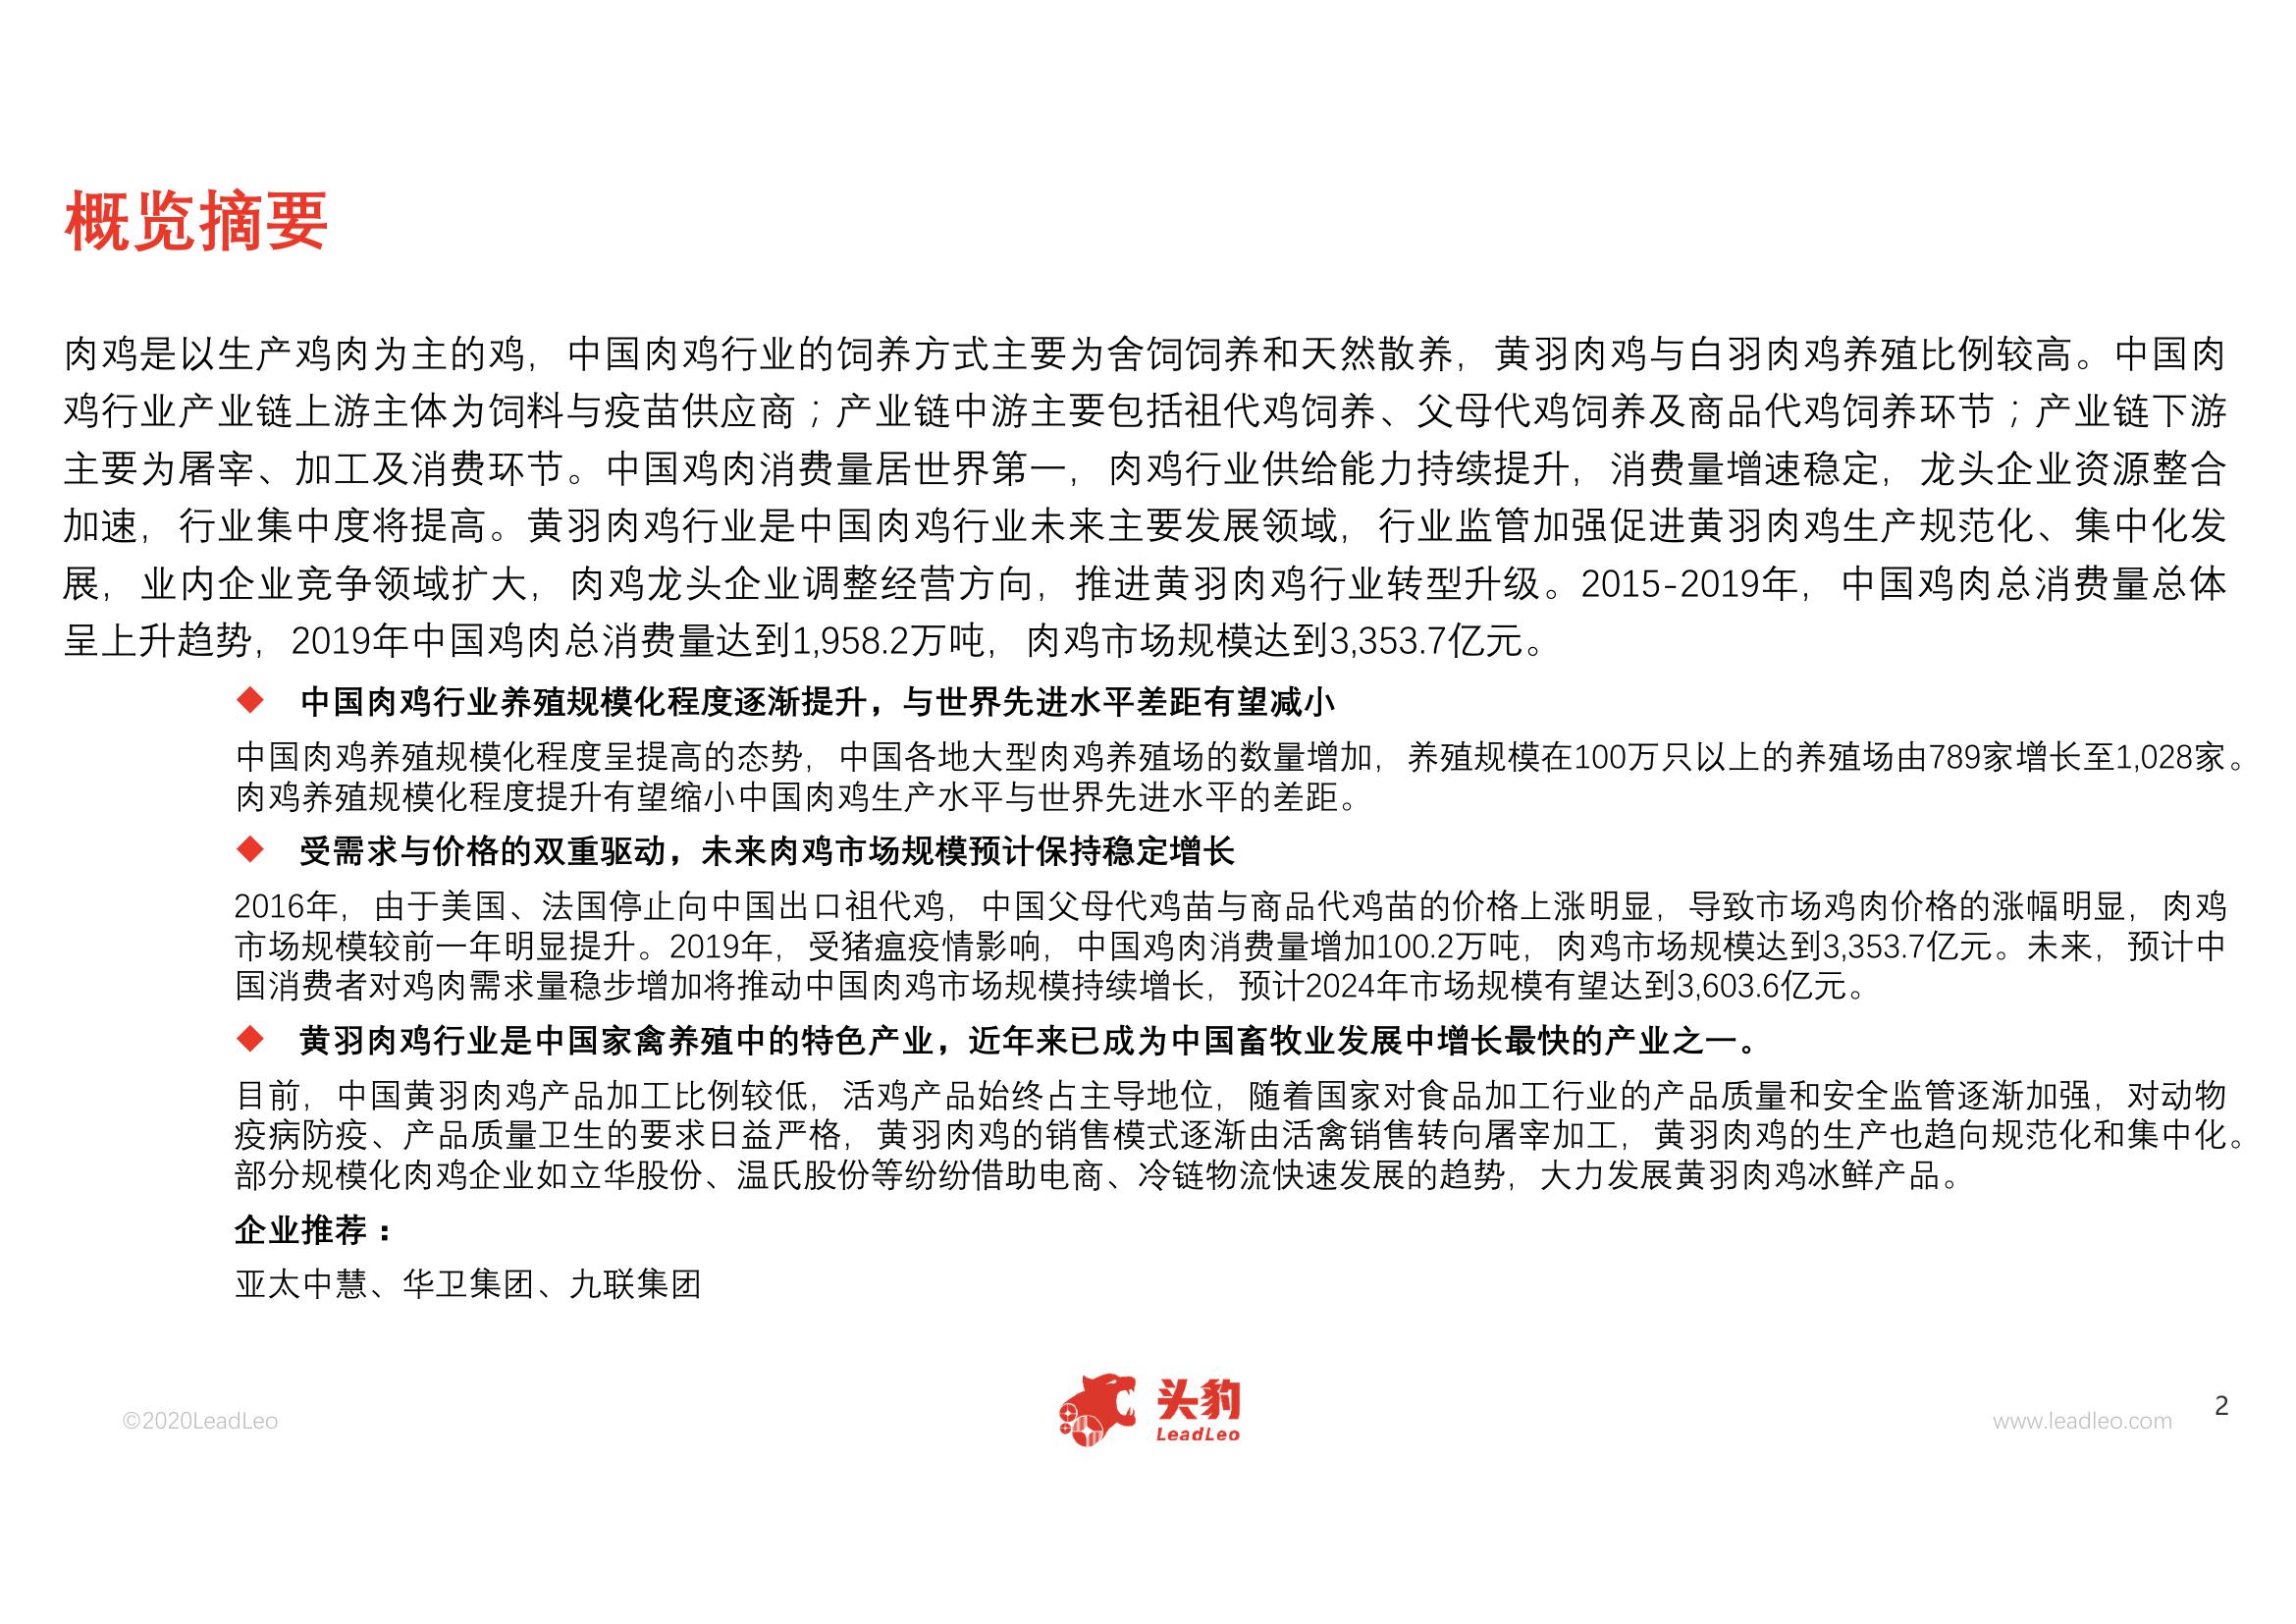 概览摘要
肉鸡是以生产鸡肉为主的鸡，中国肉鸡行业的饲养方式主要为舍饲饲养和天然散养，黄羽肉鸡与白羽肉鸡养殖比例较高。中国肉
鸡行业产业链上游主体为饲料与疫苗供应商；产业链中游主要包括祖代鸡饲养、父母代鸡饲养及商品代鸡饲养环节；产业链下游
主要为屠宰、加工及消费环节。中国鸡肉消费量居世界第一，肉鸡行业供给能力持续提升，消费量增速稳定，龙头企业资源整合
加速，行业集中度将提高。黄羽肉鸡行业是中国肉鸡行业未来主要发展领域，行业监管加强促进黄羽肉鸡生产规范化、集中化发
展，业内企业竞争领域扩大，肉鸡龙头企业调整经营方向，推进黄羽肉鸡行业转型升级。2015-2019年，中国鸡肉总消费量总体
呈上升趋势，2019年中国鸡肉总消费量达到1,958.2万吨，肉鸡市场规模达到3,353.7亿元。
◆ 中国肉鸡行业养殖规模化程度逐渐提升，与世界先进水平差距有望减小
中国肉鸡养殖规模化程度呈提高的态势，中国各地大型肉鸡养殖场的数量增加，养殖规模在100万只以上的养殖场由789家增长至1,028家。
肉鸡养殖规模化程度提升有望缩小中国肉鸡生产水平与世界先进水平的差距。
◆ 受需求与价格的双重驱动，未来肉鸡市场规模预计保持稳定增长
2016年，由于美国、法国停止向中国出口祖代鸡，中国父母代鸡苗与商品代鸡苗的价格上涨明显，导致市场鸡肉价格的涨幅明显，肉鸡
市场规模较前一年明显提升。2019年，受猪瘟疫情影响，中国鸡肉消费量增加100.2万吨，肉鸡市场规模达到3,353.7亿元。未来，预计中
国消费者对鸡肉需求量稳步增加将推动中国肉鸡市场规模持续增长，预计2024年市场规模有望达到3,603.6亿元。
◆ 黄羽肉鸡行业是中国家禽养殖中的特色产业，近年来已成为中国畜牧业发展中增长最快的产业之一。
目前，中国黄羽肉鸡产品加工比例较低，活鸡产品始终占主导地位，随着国家对食品加工行业的产品质量和安全监管逐渐加强，对动物
疫病防疫、产品质量卫生的要求日益严格，黄羽肉鸡的销售模式逐渐由活禽销售转向屠宰加工，黄羽肉鸡的生产也趋向规范化和集中化。
部分规模化肉鸡企业如立华股份、温氏股份等纷纷借助电商、冷链物流快速发展的趋势，大力发展黄羽肉鸡冰鲜产品。
企业推荐：
亚太中慧、华卫集团、九联集团
©2020LeadLeo
头豹
LeadLeo
www.leadleo.com
2